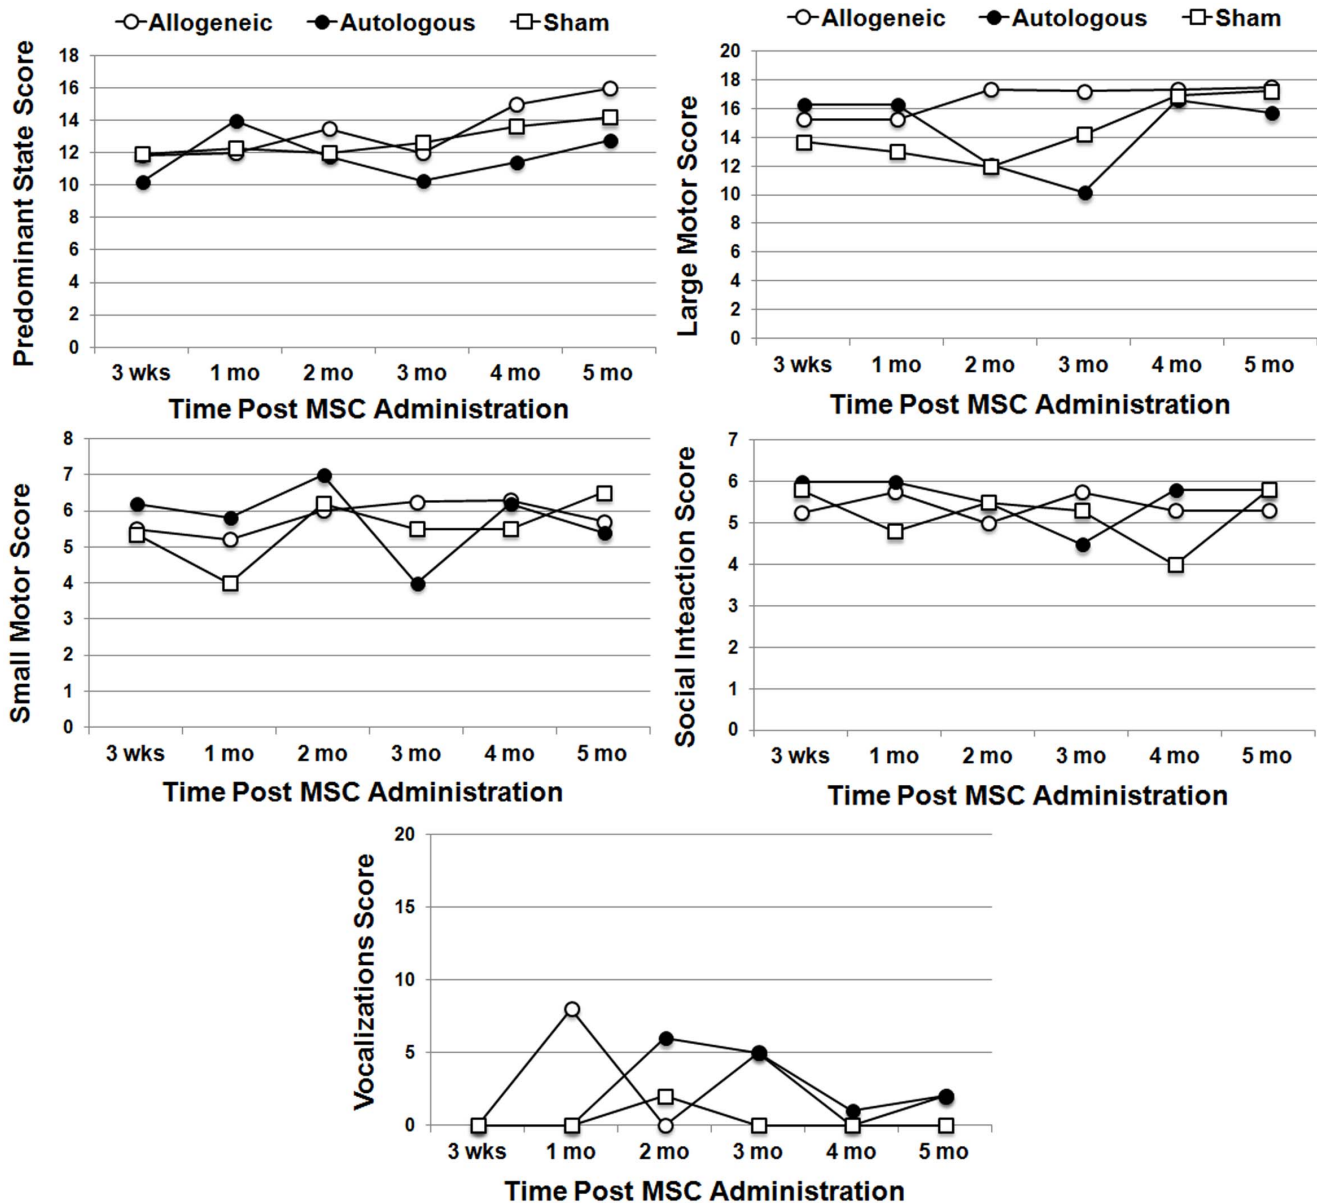 Allogeneic Autologous Sham
Predominant State Score
18
16
14
12
10
8
6
4
2
0
3 wks 1 mo 2 mo 3 mo 4 mo 5 mo
Time Post MSC Administration
Allogeneic Autologous Sham
Large Motor Score
20
18
16
14
12
10
8
6
4
2
0
3 wks 1 mo 2 mo 3 mo 4 mo 5 mo
Time Post MSC Administration
Small Motor Score
8
7
6
5
4
3
2
1
0
3 wks 1 mo 2 mo 3 mo 4 mo 5 mo
Time Post MSC Administration
Social Inteaction Score
7
6
5
4
3
2
1
0
3 wks 1 mo 2 mo 3 mo 4 mo 5 mo
Time Post MSC Administration
Vocalizations Score
20
15
10
5
0
3 wks 1 mo 2 mo 3 mo 4 mo 5 mo
Time Post MSC Administration